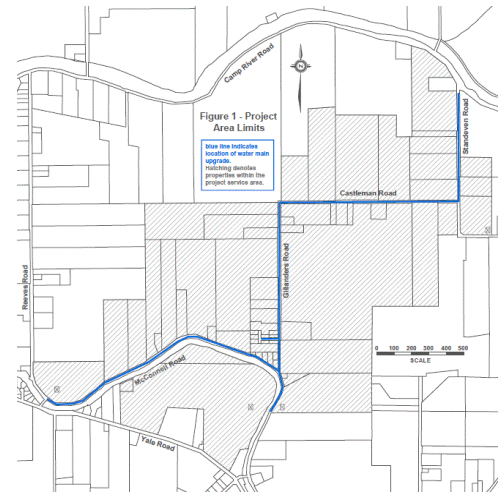 Camp River Road
Standeven Road
Figure 1 - Project
Area Limits
blue line indicates
location of water main
upgrade.
Hatching denotes
properties within the
project service area.
Castleman Road
Gillanders Road
Reeves Road
0 100 200 300 400 500
SCALE
McConnell Road
Yale Road